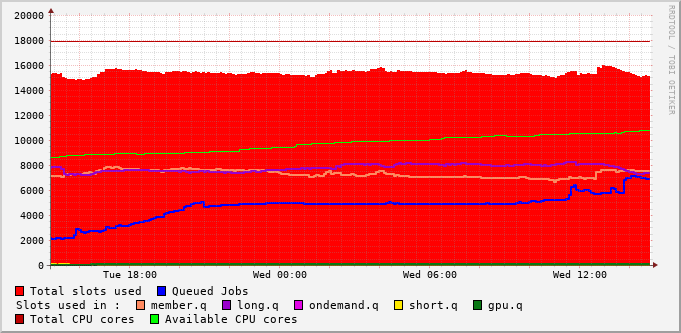 20000
18000
16000
14000
12000
10000
8000
6000
4000
2000
0
Tue 18:00 Wed 00:00 Wed 06:00 Wed 12:00
RRDTOOL / TOBI OETIKER
Total slots used Queued Jobs
Slots used in : member.q long.q ondemand.q short.q gpu.q
Total CPU cores Available CPU cores